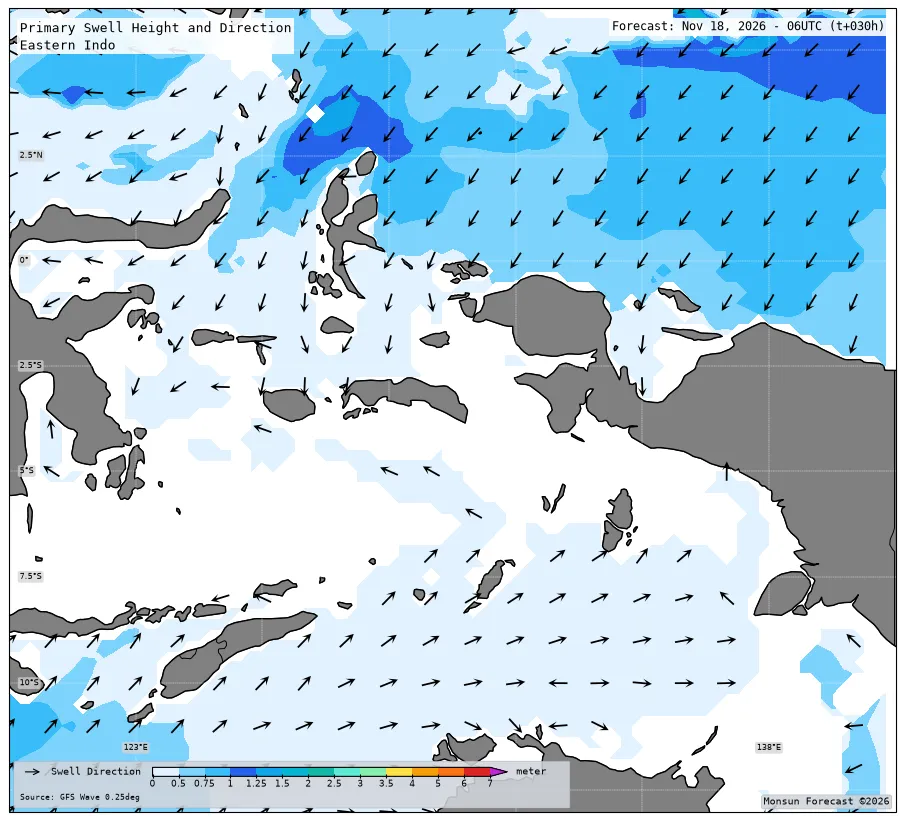 Primary Swell Height and Direction
Eastern Indo
Forecast: Nov 18, 2026 - 06UTC (t+030h)
2.5°N
0°
2.5°S
5°S
7.5°S
10°S
123°E
138°E
Swell Direction
0 0.5 0.75 1 1.25 1.5 2 2.5 3 3.5 4 5 6 7
meter
Source: GFS Wave 0.25deg
Monsun Forecast ©2026